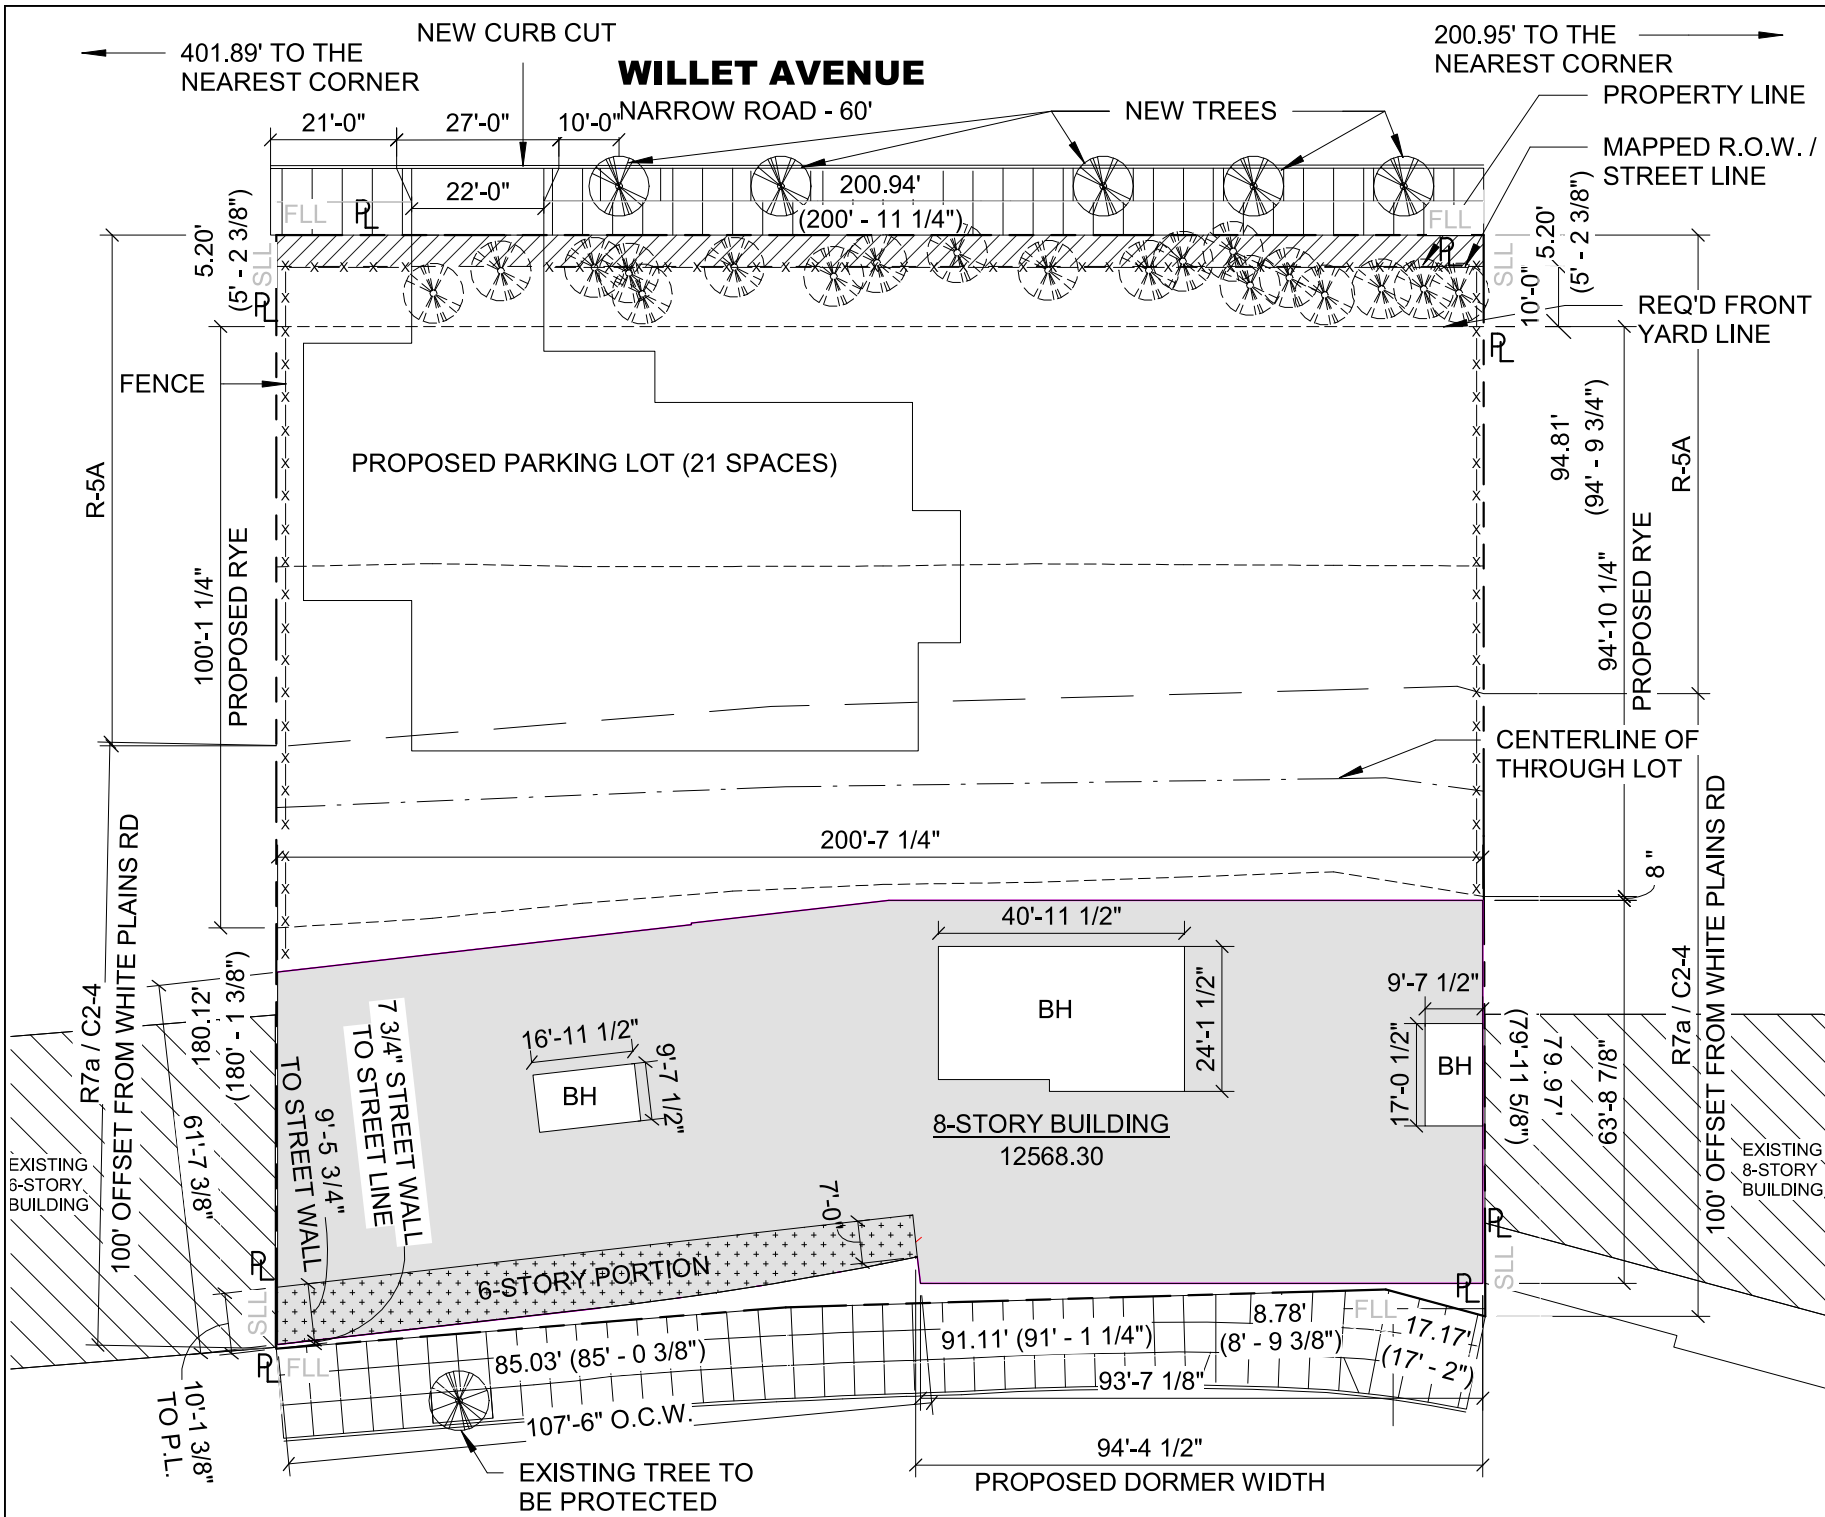 401.89' TO THE
NEAREST CORNER
NEW CURB CUT
WILLET AVENUE
NARROW ROAD - 60'
NEW TREES
200.95' TO THE
NEAREST CORNER
PROPERTY LINE
MAPPED R.O.W. /
STREET LINE
21'-0"
27'-0"
10'-0"
22'-0"
200.94'
(200' - 11 1/4")
FLL
PL
FLL
PL
5.20'
(5' - 2 3/8")
SLL
PL
SLL
10'-0"
5.20'
(5' - 2 3/8")
REQ'D FRONT
YARD LINE
PL
FENCE
R-5A
100'-1 1/4"
PROPOSED RYE
PROPOSED PARKING LOT (21 SPACES)
94.81'
(94' - 9 3/4")
R-5A
94'-10 1/4"
PROPOSED RYE
CENTERLINE OF
THROUGH LOT
200'-7 1/4"
8"
R7a / C2-4
100' OFFSET FROM WHITE PLAINS RD
180.12'
(180' - 1 3/8")
61'-7 3/8"
40'-11 1/2"
BH
24'-1 1/2"
9'-7 1/2"
17'-0 1/2"
BH
16'-11 1/2"
BH
9'-7 1/2"
7 3/4" STREET WALL
TO STREET LINE
9'-5 3/4"
TO STREET WALL
8-STORY BUILDING
12568.30
7'-0"
6-STORY PORTION
(79'-11 5/8")
79.97'
63'-8 7/8"
R7a / C2-4
100' OFFSET FROM WHITE PLAINS RD
EXISTING
6-STORY
BUILDING
EXISTING
8-STORY
BUILDING
PL
SLL
PL
SLL
PL
PL
FLL
FLL
85.03' (85' - 0 3/8")
91.11' (91' - 1 1/4")
8.78'
(8' - 9 3/8")
17.17'
(17' - 2")
93'-7 1/8"
107'-6" O.C.W.
10'-1 3/8"
TO P.L.
94'-4 1/2"
PROPOSED DORMER WIDTH
EXISTING TREE TO
BE PROTECTED